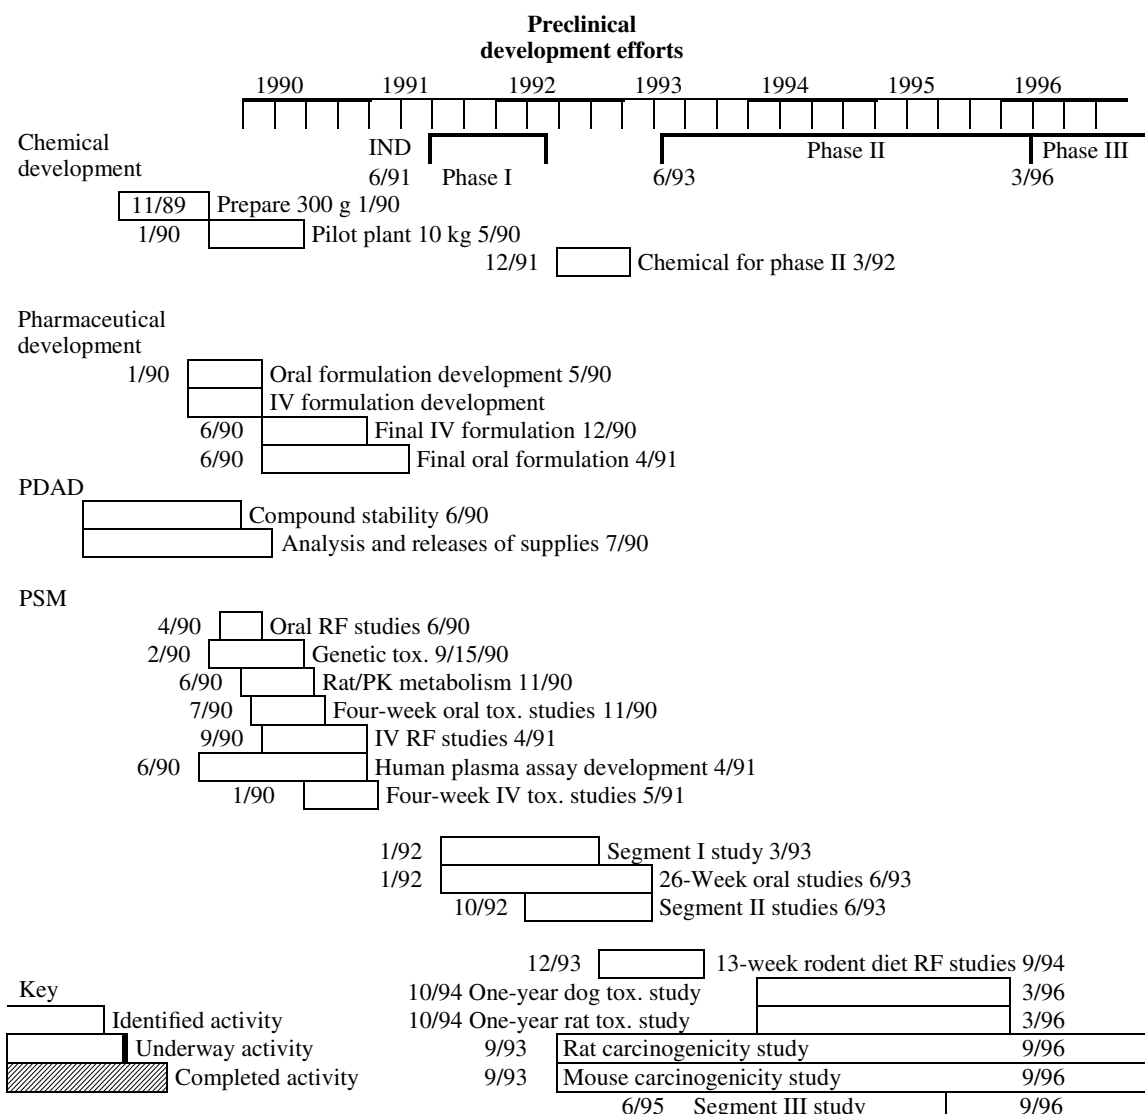 Preclinical
development efforts
1990 1991 1992 1993 1994 1995 1996
Chemical
development
IND
6/91
Phase I
6/93
Phase II
3/96
Phase III
11/89 Prepare 300 g 1/90
1/90 Pilot plant 10 kg 5/90
12/91 Chemical for phase II 3/92
Pharmaceutical
development
1/90 Oral formulation development 5/90
IV formulation development
6/90 Final IV formulation 12/90
6/90 Final oral formulation 4/91
PDAD
Compound stability 6/90
Analysis and releases of supplies 7/90
PSM
4/90 Oral RF studies 6/90
2/90 Genetic tox. 9/15/90
6/90 Rat/PK metabolism 11/90
7/90 Four-week oral tox. studies 11/90
9/90 IV RF studies 4/91
6/90 Human plasma assay development 4/91
1/90 Four-week IV tox. studies 5/91
1/92 Segment I study 3/93
1/92 26-Week oral studies 6/93
10/92 Segment II studies 6/93
12/93 13-week rodent diet RF studies 9/94
10/94 One-year dog tox. study 3/96
10/94 One-year rat tox. study 3/96
9/93 Rat carcinogenicity study 9/96
9/93 Mouse carcinogenicity study 9/96
6/95 Segment III study 9/96
Key
Identified activity
Underway activity
Completed activity